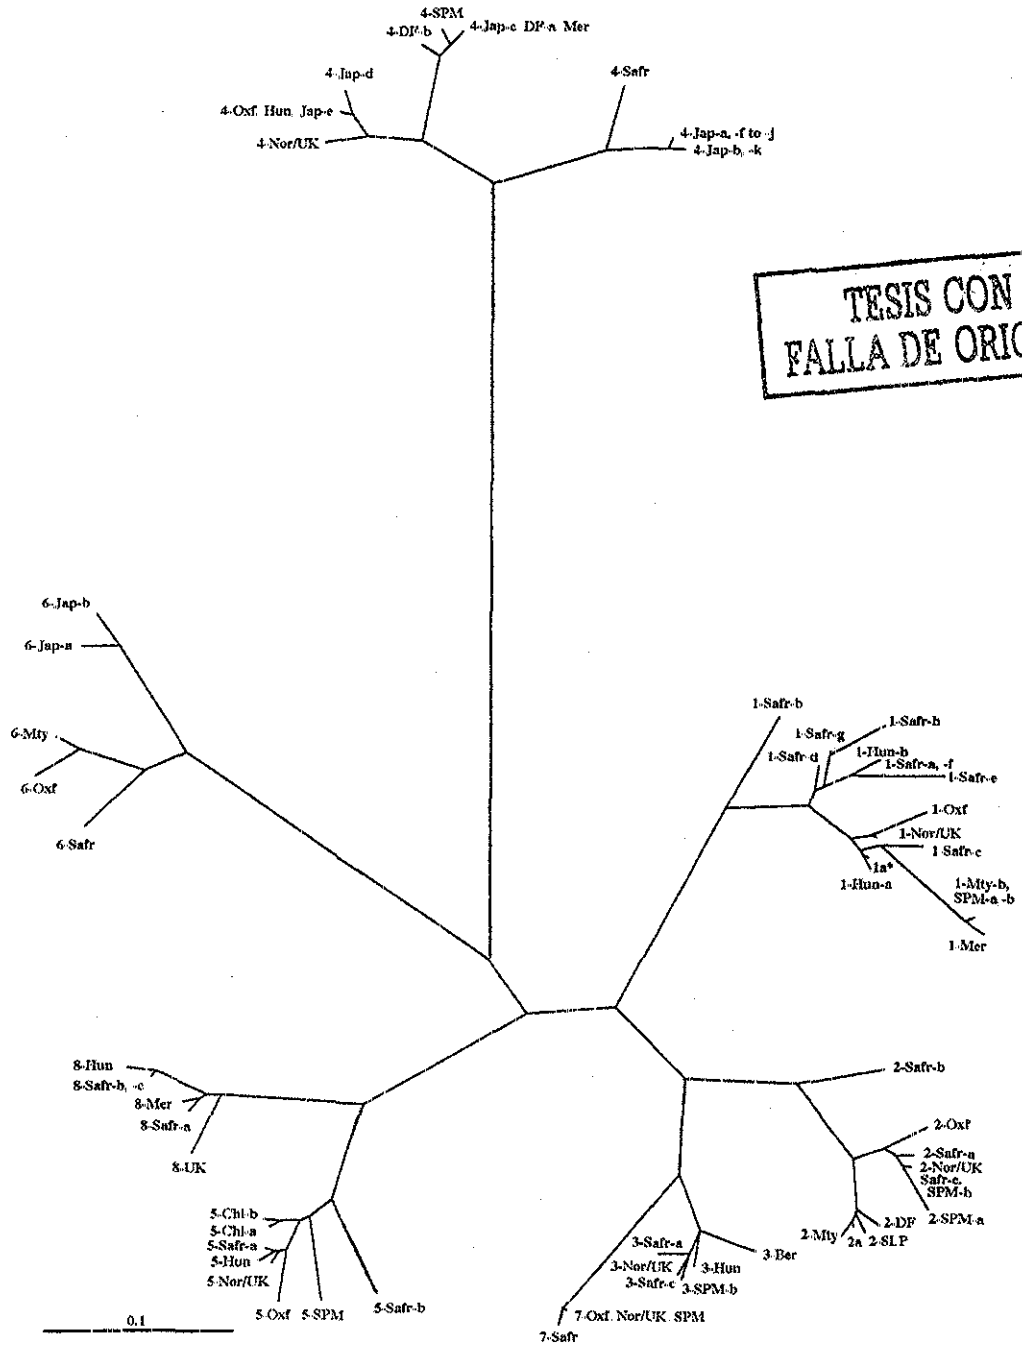 4-SPM
4-DF-b
4-Jap-c DF-a Mer
4-Jap-d
4-Safr
4-Oxf, Hun, Jap-e
4-Nor/UK
4-Jap-a, -f to -j
4-Jap-b, -k
TESIS CON
FALLA DE ORIG
6-Jap-b
6-Jap-a
6-Mty
6-Oxf
6-Safr
1-Safr-b
1-Safr-h
1-Safr-g
1-Safr-d
1-Hun-b
1-Safr-a, -f
1-Safr-e
1-Oxf
1-Nor/UK
1-Safr-c
1a*
1-Hun-a
1-Mty-b,
SPM-a, -b
1-Mer
8-Hun
8-Safr-b, -c
8-Mer
8-Safr-a
8-UK
2-Safr-b
2-Oxf
2-Safr-a
2-Nor/UK
Safr-c,
SPM-b
2-SPM-a
2-DF
2-Mty
2a
2-SLP
5-Chl-b
5-Chl-a
5-Safr-a
5-Hun
5-Nor/UK
5-Oxf
5-SPM
5-Safr-b
3-Safr-a
3-Ber
3-Nor/UK
3-Hun
3-Safr-c
3-SPM-b
7-Oxf, Nor/UK, SPM
7-Safr
0.1